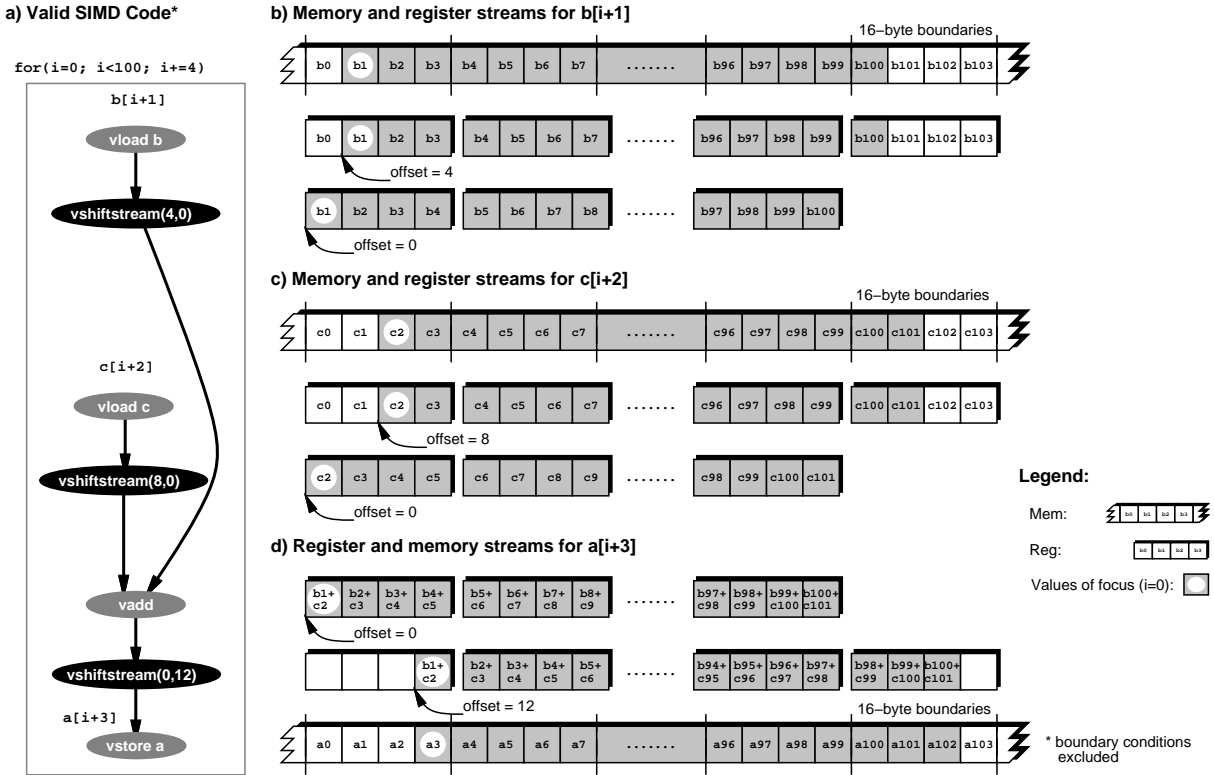 a) Valid SIMD Code*
for(i=0; i<100; i+=4)
b[i+1]
vload b
vshiftstream(4,0)
c[i+2]
vload c
vshiftstream(8,0)
vadd
vshiftstream(0,12)
a[i+3]
vstore a
b) Memory and register streams for b[i+1]
16−byte boundaries
b0 b1 b2 b3 b4 b5 b6 b7 ....... b96 b97 b98 b99 b100 b101 b102 b103
b0 b1 b2 b3 b4 b5 b6 b7 ....... b96 b97 b98 b99 b100 b101 b102 b103
offset = 4
b1 b2 b3 b4 b5 b6 b7 b8 ....... b97 b98 b99 b100
offset = 0
c) Memory and register streams for c[i+2]
16−byte boundaries
c0 c1 c2 c3 c4 c5 c6 c7 ....... c96 c97 c98 c99 c100 c101 c102 c103
c0 c1 c2 c3 c4 c5 c6 c7 ....... c96 c97 c98 c99 c100 c101 c102 c103
offset = 8
c2 c3 c4 c5 c6 c7 c8 c9 ....... c98 c99 c100 c101
offset = 0
d) Register and memory streams for a[i+3]
b1+ b2+ b3+ b4+ b5+ b6+ b7+ b8+ ....... b97+ b98+ b99+ b100+
c2 c3 c4 c5 c6 c7 c8 c9 c98 c99 c100 c101
offset = 0
b1+ b2+ b3+ b4+ b5+ ....... b94+ b95+ b96+ b97+ b98+ b99+ b100+
c2 c3 c4 c5 c6 c95 c96 c97 c98 c99 c100 c101
offset = 12
16−byte boundaries
a0 a1 a2 a3 a4 a5 a6 a7 ....... a96 a97 a98 a99 a100 a101 a102 a103
Legend:
Mem: b0 b1 b2 b3
Reg: b0 b1 b2 b3
Values of focus (i=0):
* boundary conditions
excluded